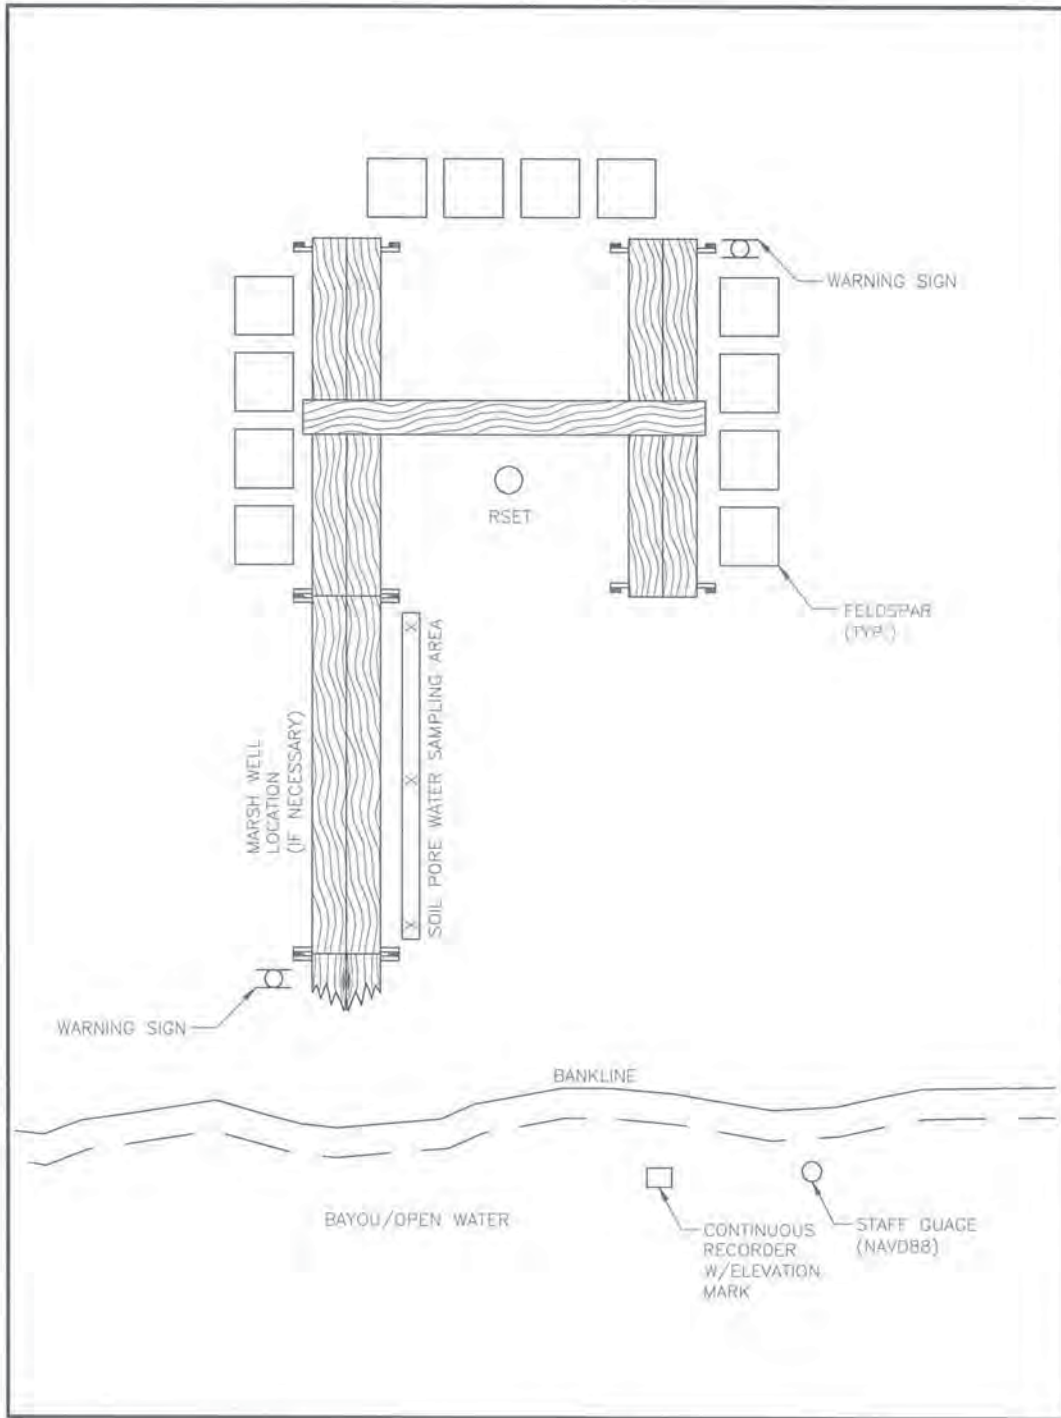 WARNING SIGN
RSET
FELDSPAR
(TYP.)
MARSH WELL
LOCATION
(IF NECESSARY)
SOIL PORE WATER SAMPLING AREA
WARNING SIGN
BANKLINE
BAYOU/OPEN WATER
CONTINUOUS
RECORDER
W/ELEVATION
MARK
STAFF GUAGE
(NAVD88)